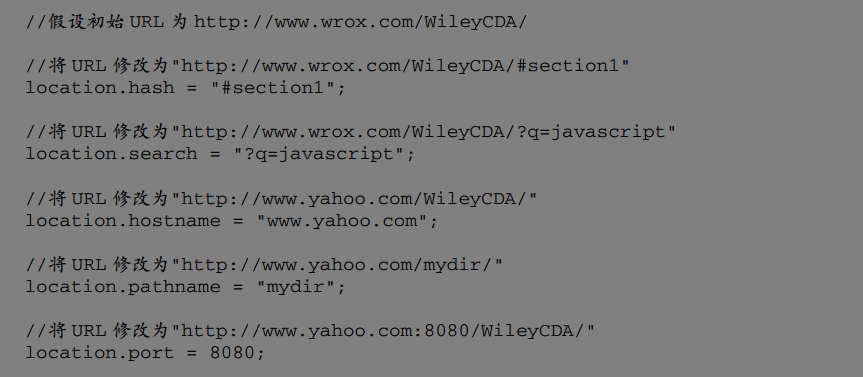 //假设初始 URL 为 http://www.wrox.com/WileyCDA/
//将 URL 修改为"http://www.wrox.com/WileyCDA/#section1"
location.hash = "#section1";
//将 URL 修改为"http://www.wrox.com/WileyCDA/?q=javascript"
location.search = "?q=javascript";
//将 URL 修改为"http://www.yahoo.com/WileyCDA/"
location.hostname = "www.yahoo.com";
//将 URL 修改为"http://www.yahoo.com/mydir/"
location.pathname = "mydir";
//将 URL 修改为"http://www.yahoo.com:8080/WileyCDA/"
location.port = 8080;